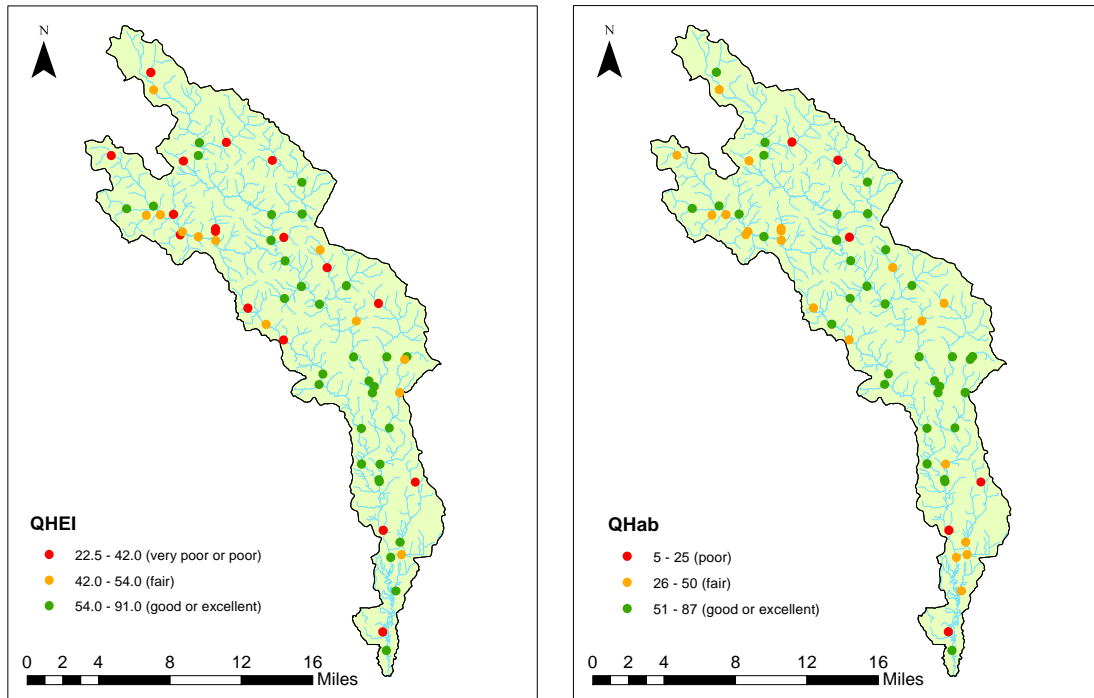 N
QHEI
22.5 - 42.0 (very poor or poor)
42.0 - 54.0 (fair)
54.0 - 91.0 (good or excellent)
0 2 4 8 12 16 Miles
N
QHab
5 - 25 (poor)
26 - 50 (fair)
51 - 87 (good or excellent)
0 2 4 8 12 16 Miles